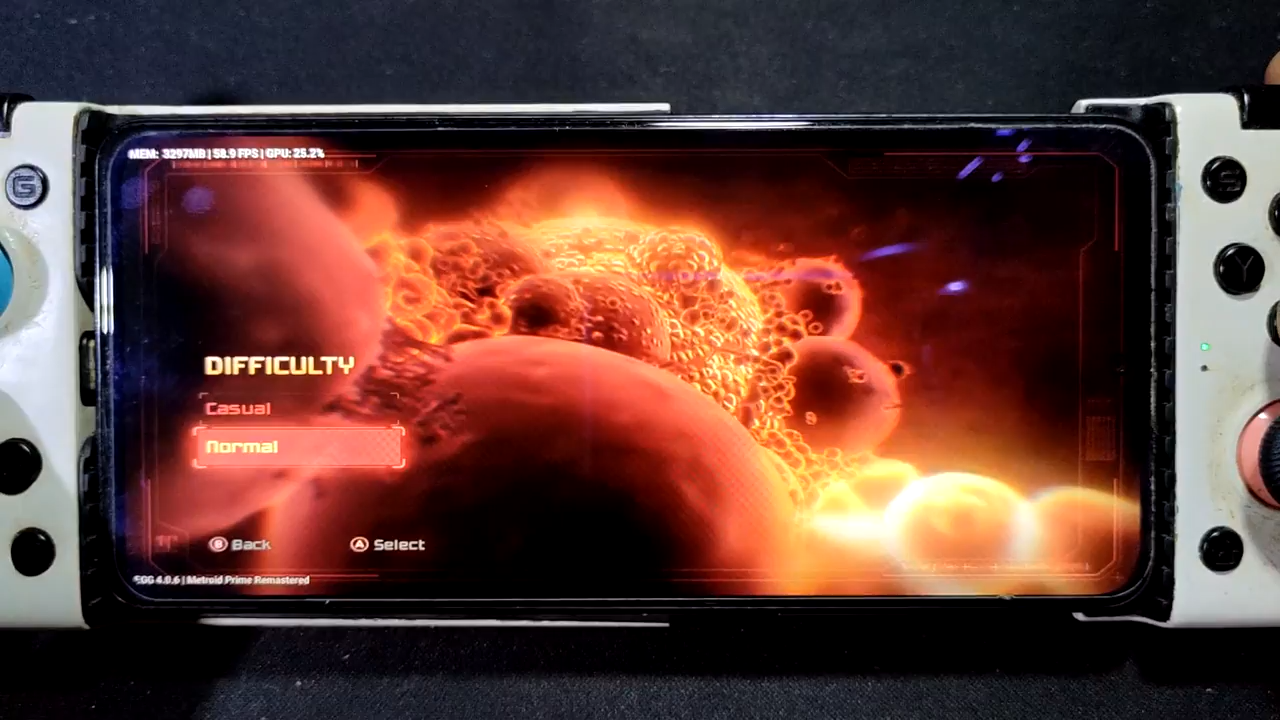 MEM: 3297MB | 58.9 FPS | GPU: 25.2%
G
S
Y
DIFFICULTY
Casual
Normal
B Back
A Select
EGG 4.0.6 | Metroid Prime Remastered